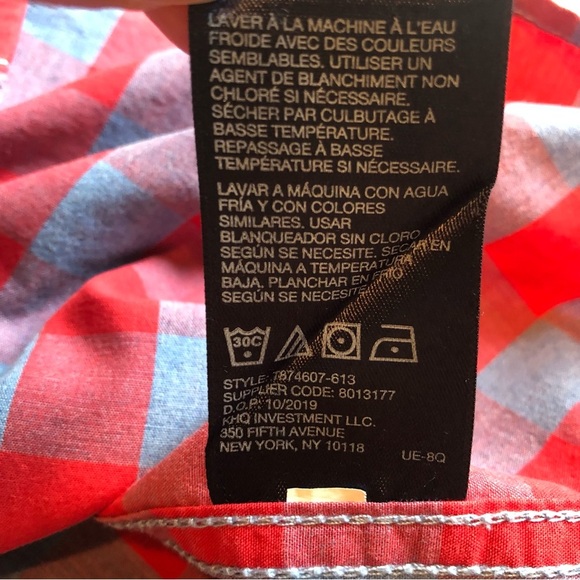 LAVER À LA MACHINE À L'EAU
FROIDE AVEC DES COULEURS
SEMBLABLES. UTILISER UN
AGENT DE BLANCHIMENT NON
CHLORÉ SI NÉCESSAIRE.
SÉCHER PAR CULBUTAGE À
BASSE TEMPÉRATURE.
REPASSAGE À BASSE
TEMPÉRATURE SI NÉCESSAIRE.
LAVAR A MÁQUINA CON AGUA
FRÍA Y CON COLORES
SIMILARES. USAR
BLANQUEADOR SIN CLORO
SEGÚN SE NECESITE. SECAR EN
MÁQUINA A TEMPERATURA
BAJA. PLANCHAR EN FRÍO
SEGÚN SE NECESITE.
30C
STYLE: 7874607-613
SUPPLIER CODE: 8013177
D.O.P: 10/2019
KHQ INVESTMENT LLC.
350 FIFTH AVENUE
NEW YORK, NY 10118
UE-8Q